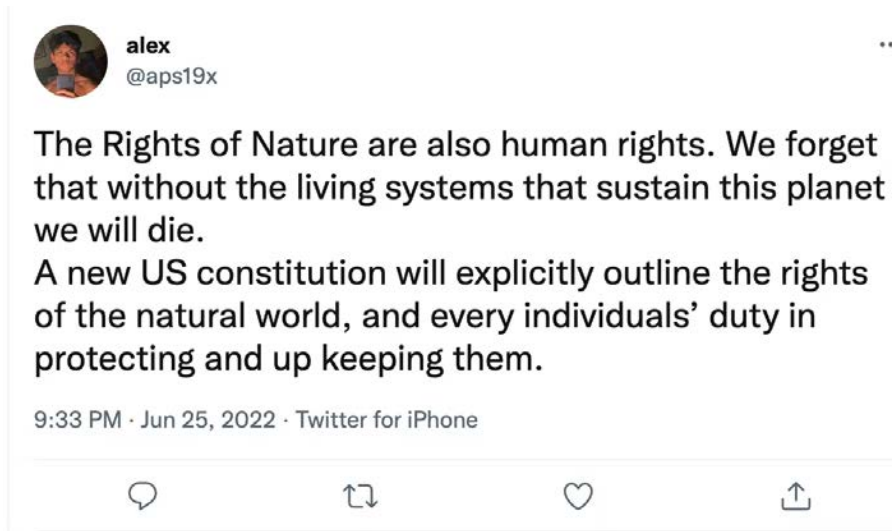 alex
@aps19x
The Rights of Nature are also human rights. We forget
that without the living systems that sustain this planet
we will die.
A new US constitution will explicitly outline the rights
of the natural world, and every individuals’ duty in
protecting and up keeping them.
9:33 PM · Jun 25, 2022 · Twitter for iPhone